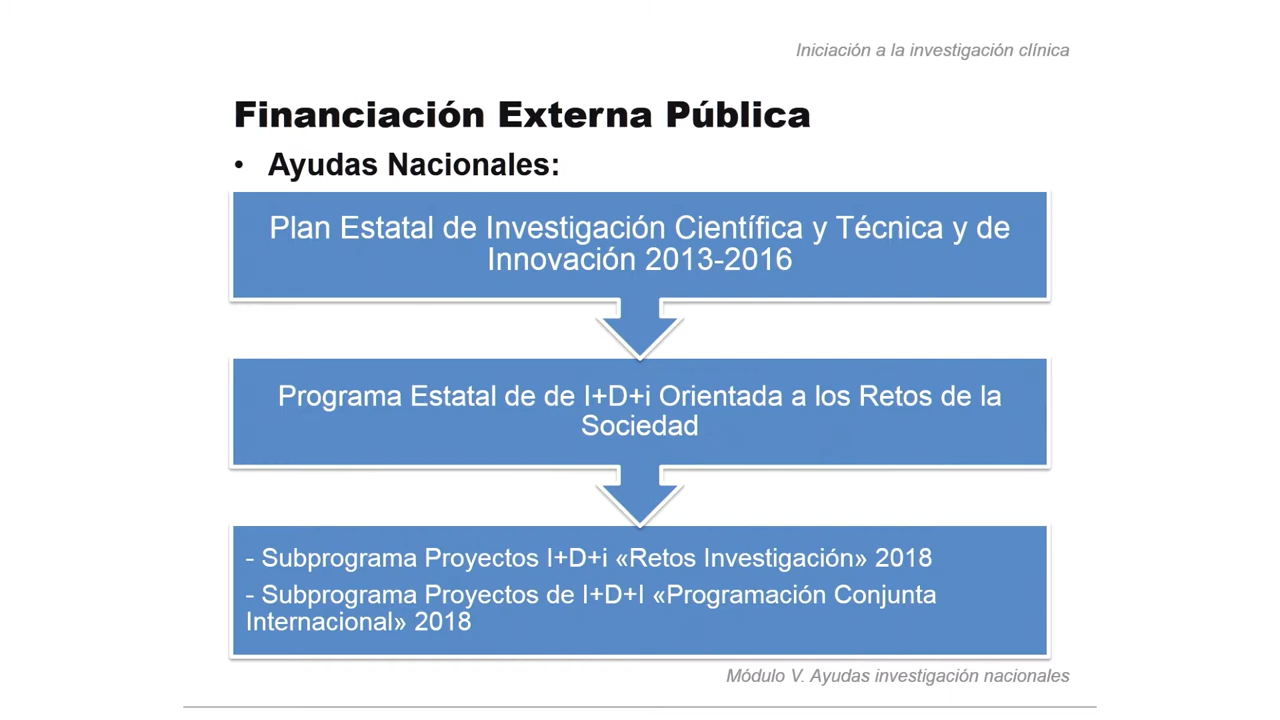 Iniciación a la investigación clínica
Financiación Externa Pública
• Ayudas Nacionales:
Plan Estatal de Investigación Científica y Técnica y de
Innovación 2013-2016
Programa Estatal de de I+D+i Orientada a los Retos de la
Sociedad
- Subprograma Proyectos I+D+i «Retos Investigación» 2018
- Subprograma Proyectos de I+D+I «Programación Conjunta
Internacional» 2018
Módulo V. Ayudas investigación nacionales